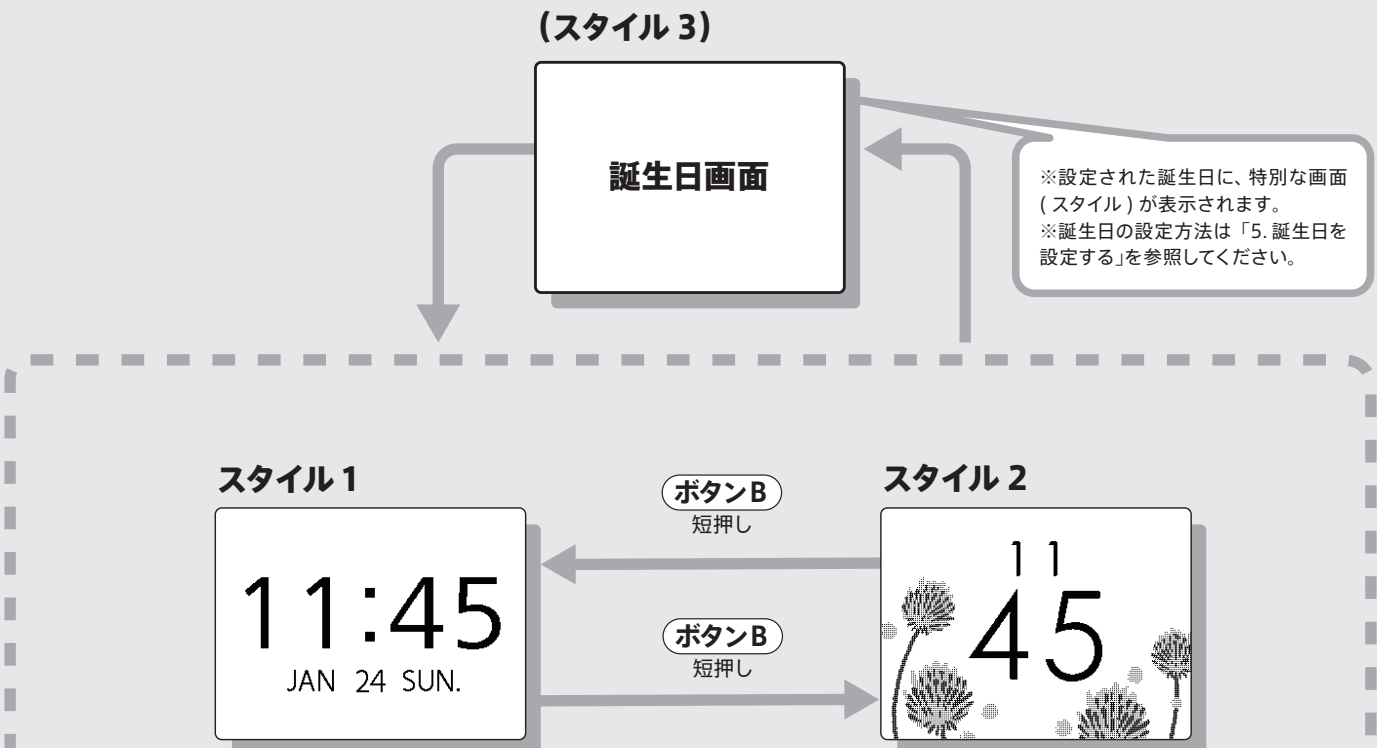 (スタイル 3)
誕生日画面
※設定された誕生日に、特別な画面
( スタイル ) が表示されます。
※誕生日の設定方法は「5. 誕生日を
設定する」を参照してください。
スタイル 1
ボタンB
短押し
スタイル 2
11:45
JAN 24 SUN.
ボタンB
短押し
11
45